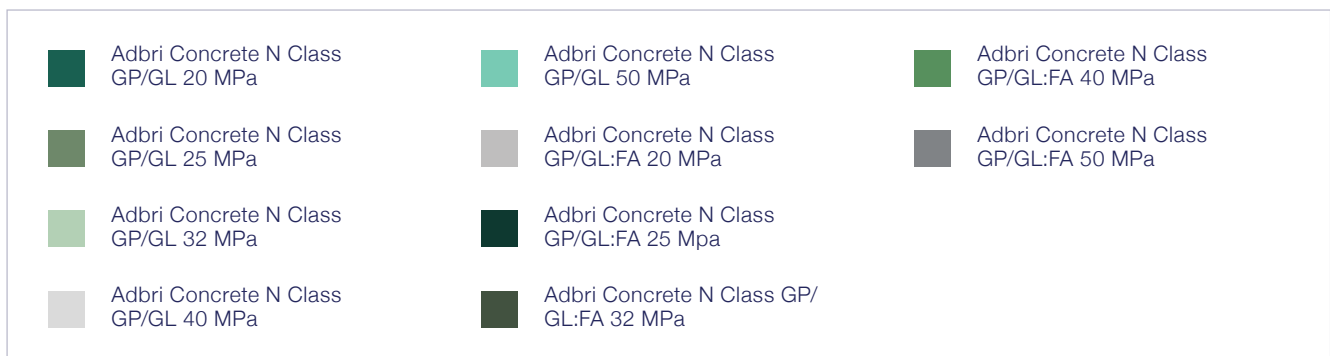 Adbri Concrete N Class
GP/GL 20 MPa
Adbri Concrete N Class
GP/GL 25 MPa
Adbri Concrete N Class
GP/GL 32 MPa
Adbri Concrete N Class
GP/GL 40 MPa
Adbri Concrete N Class
GP/GL 50 MPa
Adbri Concrete N Class
GP/GL:FA 20 MPa
Adbri Concrete N Class
GP/GL:FA 25 Mpa
Adbri Concrete N Class GP/
GL:FA 32 MPa
Adbri Concrete N Class
GP/GL:FA 40 MPa
Adbri Concrete N Class
GP/GL:FA 50 MPa